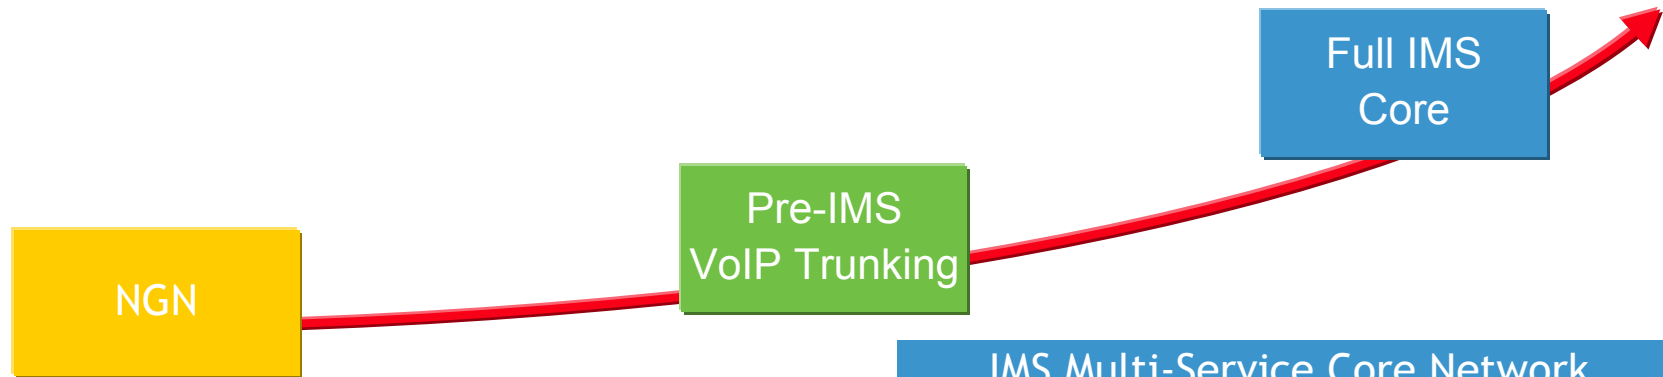 Full IMS
Core
Pre-IMS
VoIP Trunking
NGN
IMS Multi-Service Core Network